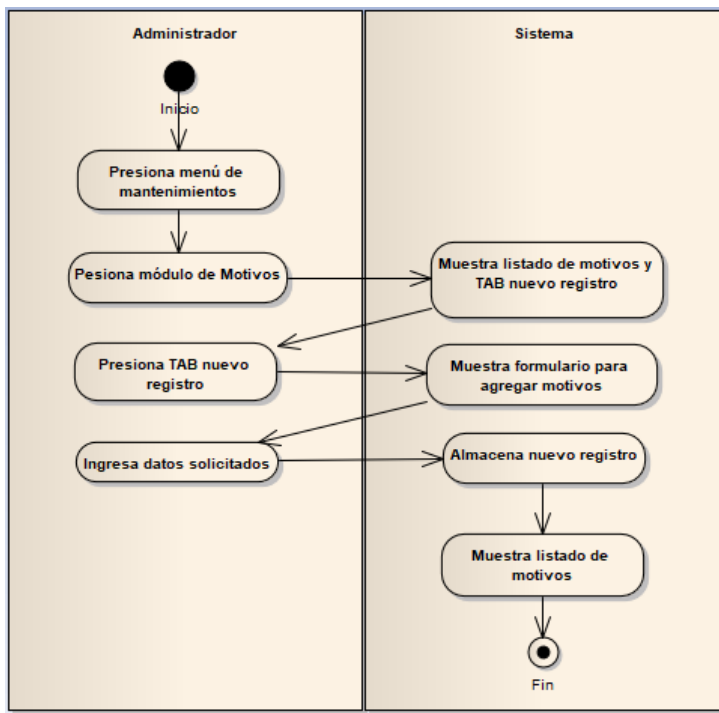 Administrador
Sistema
Inicio
Presiona menú de
mantenimientos
Pesiona módulo de Motivos
Muestra listado de motivos y
TAB nuevo registro
Presiona TAB nuevo
registro
Muestra formulario para
agregar motivos
Ingresa datos solicitados
Almacena nuevo registro
Muestra listado de
motivos
Fin